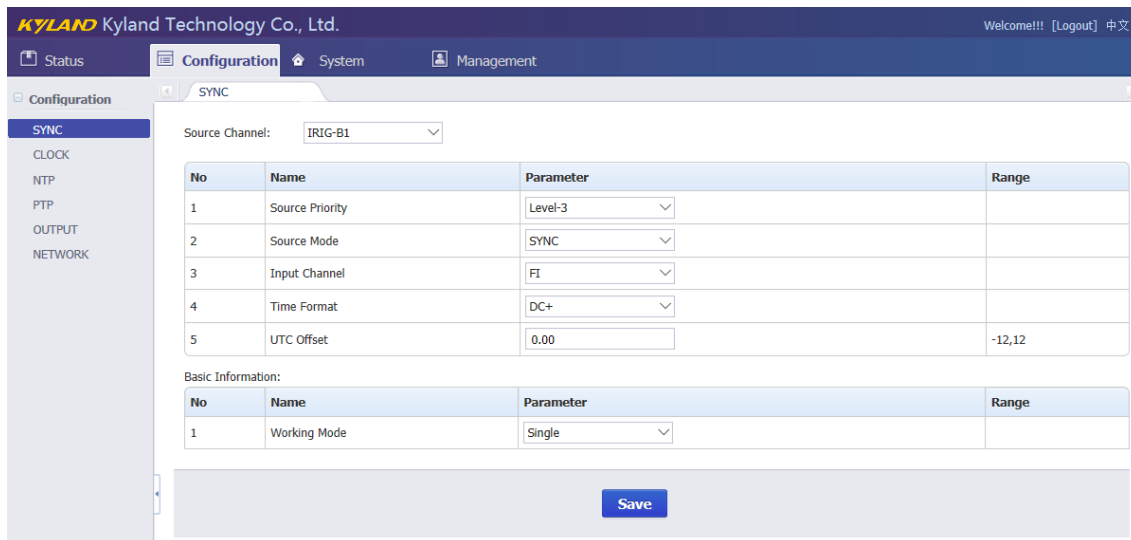 KYLAND Kyland Technology Co., Ltd. Welcome!!! [Logout] 中文
Status Configuration System Management
Configuration SYNC
SYNC
CLOCK
NTP
PTP
OUTPUT
NETWORK
Source Channel: IRIG-B1
No Name Parameter Range
1 Source Priority Level-3
2 Source Mode SYNC
3 Input Channel FI
4 Time Format DC+
5 UTC Offset 0.00 -12,12
Basic Information:
No Name Parameter Range
1 Working Mode Single
Save